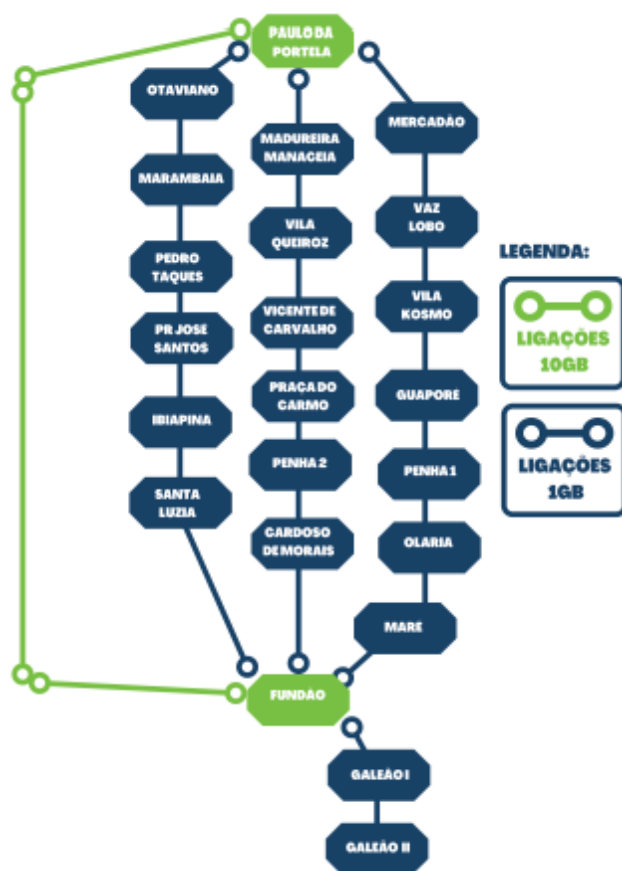 PAULO DA
PORTELA
OTAVIANO
MARAMBAIA
PEDRO
TAQUES
PR JOSE
SANTOS
IBIAPINA
SANTA
LUZIA
MADUREIRA
MANACEIA
VILA
QUEIROZ
VICENTE DE
CARVALHO
PRAÇA DO
CARMO
PENHA 2
CARDOSO
DE MORAIS
MERCADÃO
VAZ
LOBO
VILA
KOSMO
GUAPORÉ
PENHA 1
OLARIA
MARE
FUNDÃO
GALEÃO I
GALEÃO II
LEGENDA:
LIGAÇÕES
10GB
LIGAÇÕES
1GB